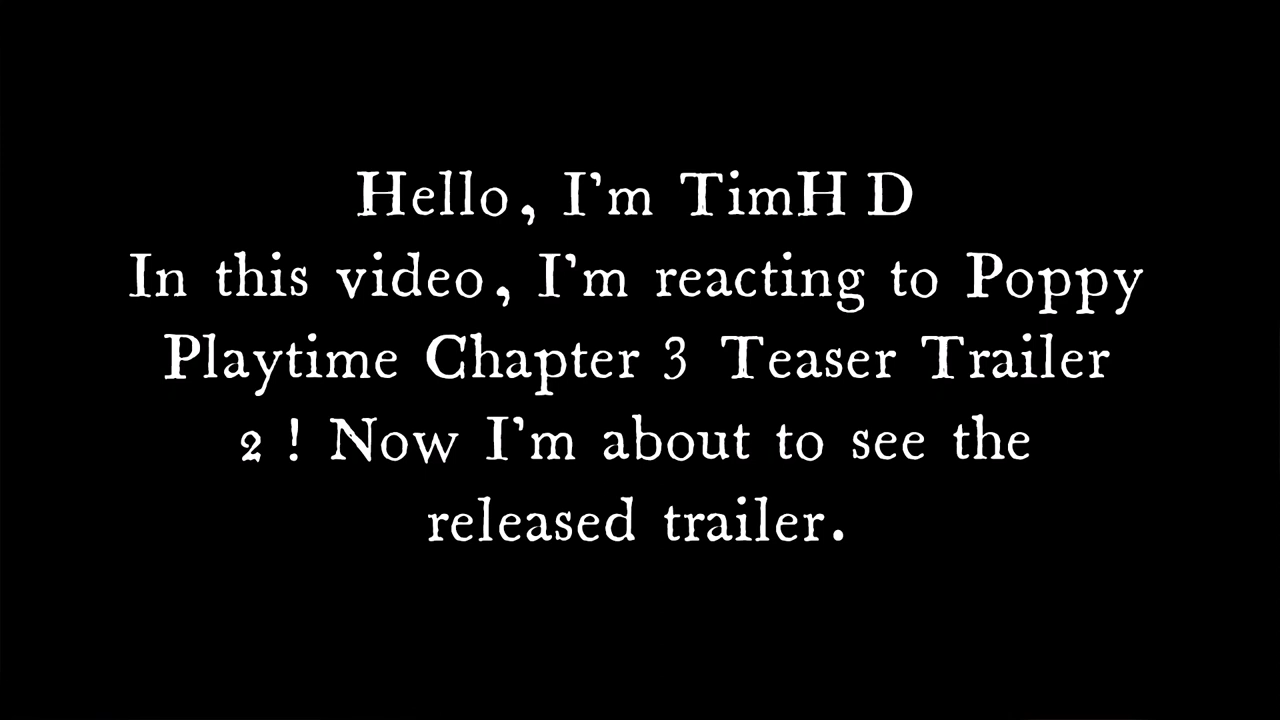 Hello, I'm TimH D
In this video, I'm reacting to Poppy
Playtime Chapter 3 Teaser Trailer
2! Now I'm about to see the
released trailer.